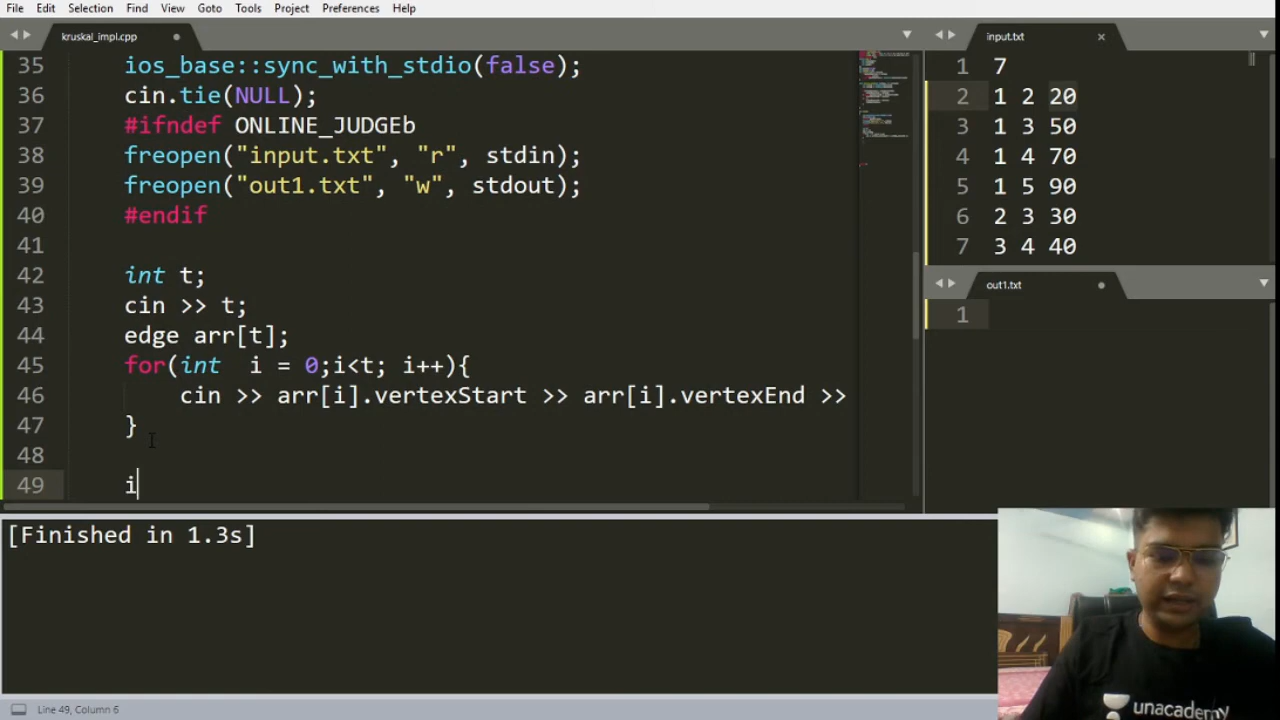 File Edit Selection Find View Goto Tools Project Preferences Help
kruskal_impl.cpp
35 ios_base::sync_with_stdio(false);
36 cin.tie(NULL);
37 #ifndef ONLINE_JUDGEb
38 freopen("input.txt", "r", stdin);
39 freopen("out1.txt", "w", stdout);
40 #endif
41
42 int t;
43 cin >> t;
44 edge arr[t];
45 for(int  i = 0;i<t; i++){
46 cin >> arr[i].vertexStart >> arr[i].vertexEnd >>
47 }
48
49 i
input.txt
1 7
2 1 2 20
3 1 3 50
4 1 4 70
5 1 5 90
6 2 3 30
7 3 4 40
out1.txt
1
[Finished in 1.3s]
unacademy
Line 49, Column 6